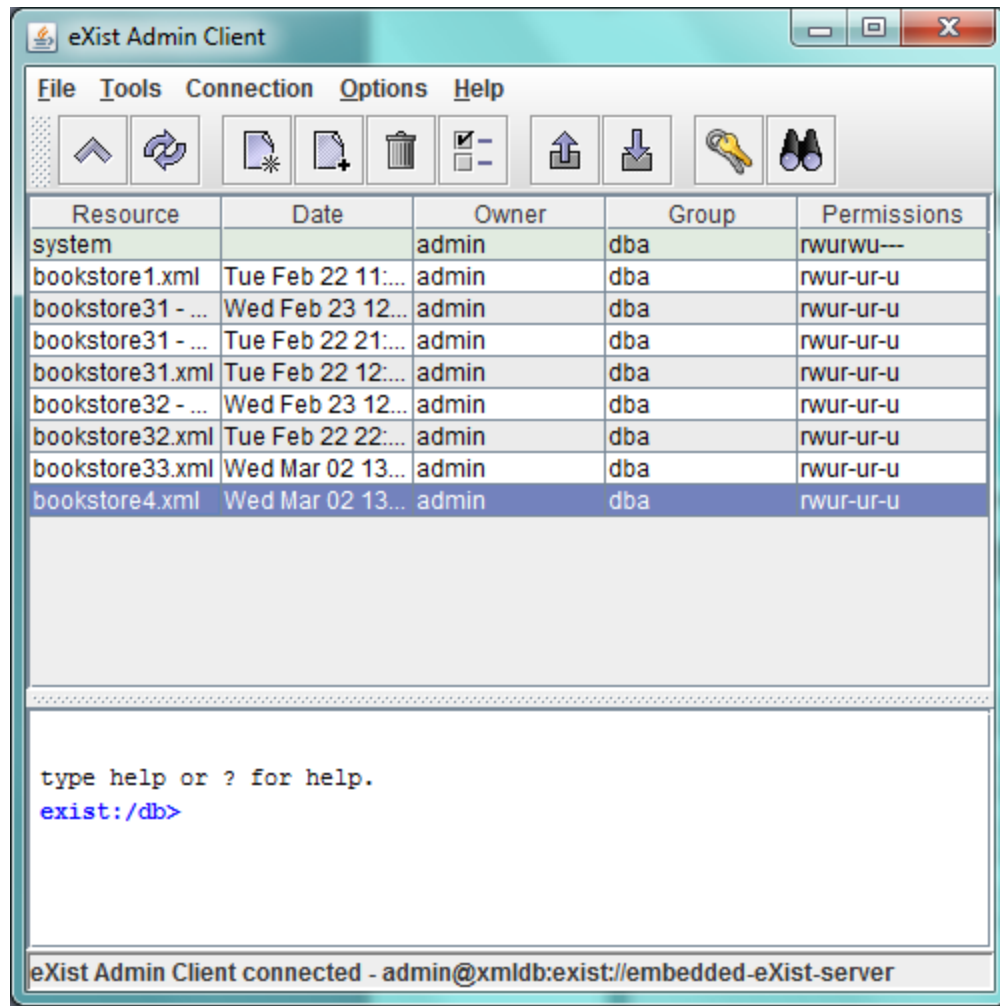 eXist Admin Client
File Tools Connection Options Help
Resource Date Owner Group Permissions
system admin dba rwurwu---
bookstore1.xml Tue Feb 22 11:... admin dba rwur-ur-u
bookstore31 - ... Wed Feb 23 12... admin dba rwur-ur-u
bookstore31 - ... Tue Feb 22 21:... admin dba rwur-ur-u
bookstore31.xml Tue Feb 22 12:... admin dba rwur-ur-u
bookstore32 - ... Wed Feb 23 12... admin dba rwur-ur-u
bookstore32.xml Tue Feb 22 22:... admin dba rwur-ur-u
bookstore33.xml Wed Mar 02 13... admin dba rwur-ur-u
bookstore4.xml Wed Mar 02 13... admin dba rwur-ur-u
type help or ? for help.
exist:/db>
eXist Admin Client connected - admin@xmldb:exist://embedded-eXist-server